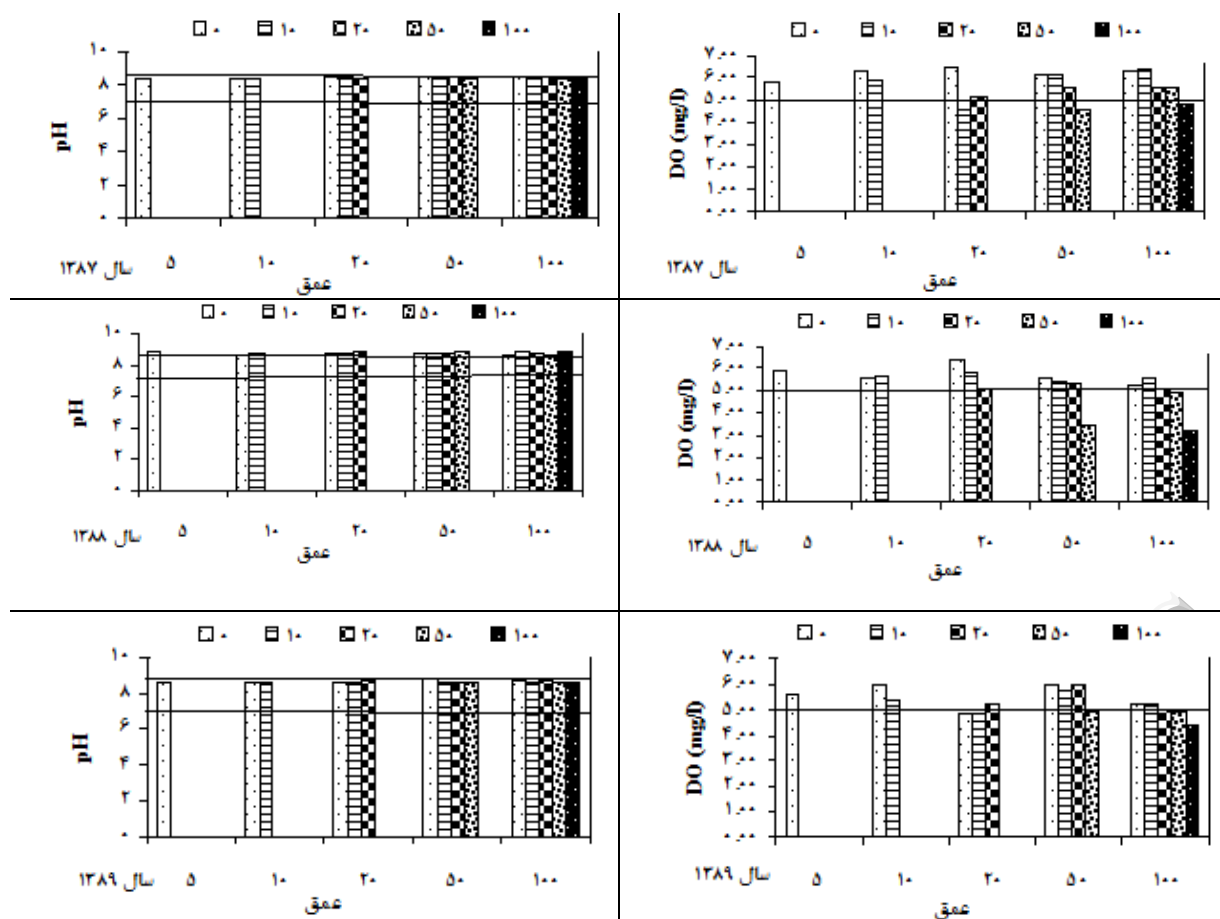 ۰ ۱۰ ۲۰ ۵۰ ۱۰۰
۱۰
۸
۶
۴
۲
۰
pH
۵ ۱۰ ۲۰ ۵۰ ۱۰۰
سال ۱۳۸۷
عمق
۰ ۱۰ ۲۰ ۵۰ ۱۰۰
۷.۰۰
۶.۰۰
۵.۰۰
۴.۰۰
۳.۰۰
۲.۰۰
۱.۰۰
۰.۰۰
DO (mg/l)
۵ ۱۰ ۲۰ ۵۰ ۱۰۰
سال ۱۳۸۷
عمق
۰ ۱۰ ۲۰ ۵۰ ۱۰۰
۱۰
۸
۶
۴
۲
۰
pH
۵ ۱۰ ۲۰ ۵۰ ۱۰۰
سال ۱۳۸۸
عمق
۰ ۱۰ ۲۰ ۵۰ ۱۰۰
۷.۰۰
۶.۰۰
۵.۰۰
۴.۰۰
۳.۰۰
۲.۰۰
۱.۰۰
۰.۰۰
DO (mg/l)
۵ ۱۰ ۲۰ ۵۰ ۱۰۰
سال ۱۳۸۸
عمق
۰ ۱۰ ۲۰ ۵۰ ۱۰۰
۱۰
۸
۶
۴
۲
۰
pH
۵ ۱۰ ۲۰ ۵۰ ۱۰۰
سال ۱۳۸۹
عمق
۰ ۱۰ ۲۰ ۵۰ ۱۰۰
۷.۰۰
۶.۰۰
۵.۰۰
۴.۰۰
۳.۰۰
۲.۰۰
۱.۰۰
۰.۰۰
DO (mg/l)
۵ ۱۰ ۲۰ ۵۰ ۱۰۰
سال ۱۳۸۹
عمق